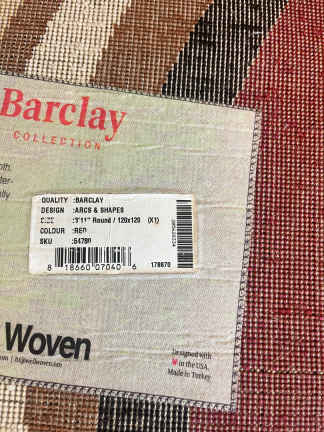 Barclay
COLLECTION
QUALITY :BARCLAY
DESIGN :ARCS & SHAPES
SIZE :3'11" Round / 120x120 (X1)
COLOUR :RED
SKU :54780
8 18660 07040 6
178670
Woven
Designed with
in the USA.
Made in Turkey.